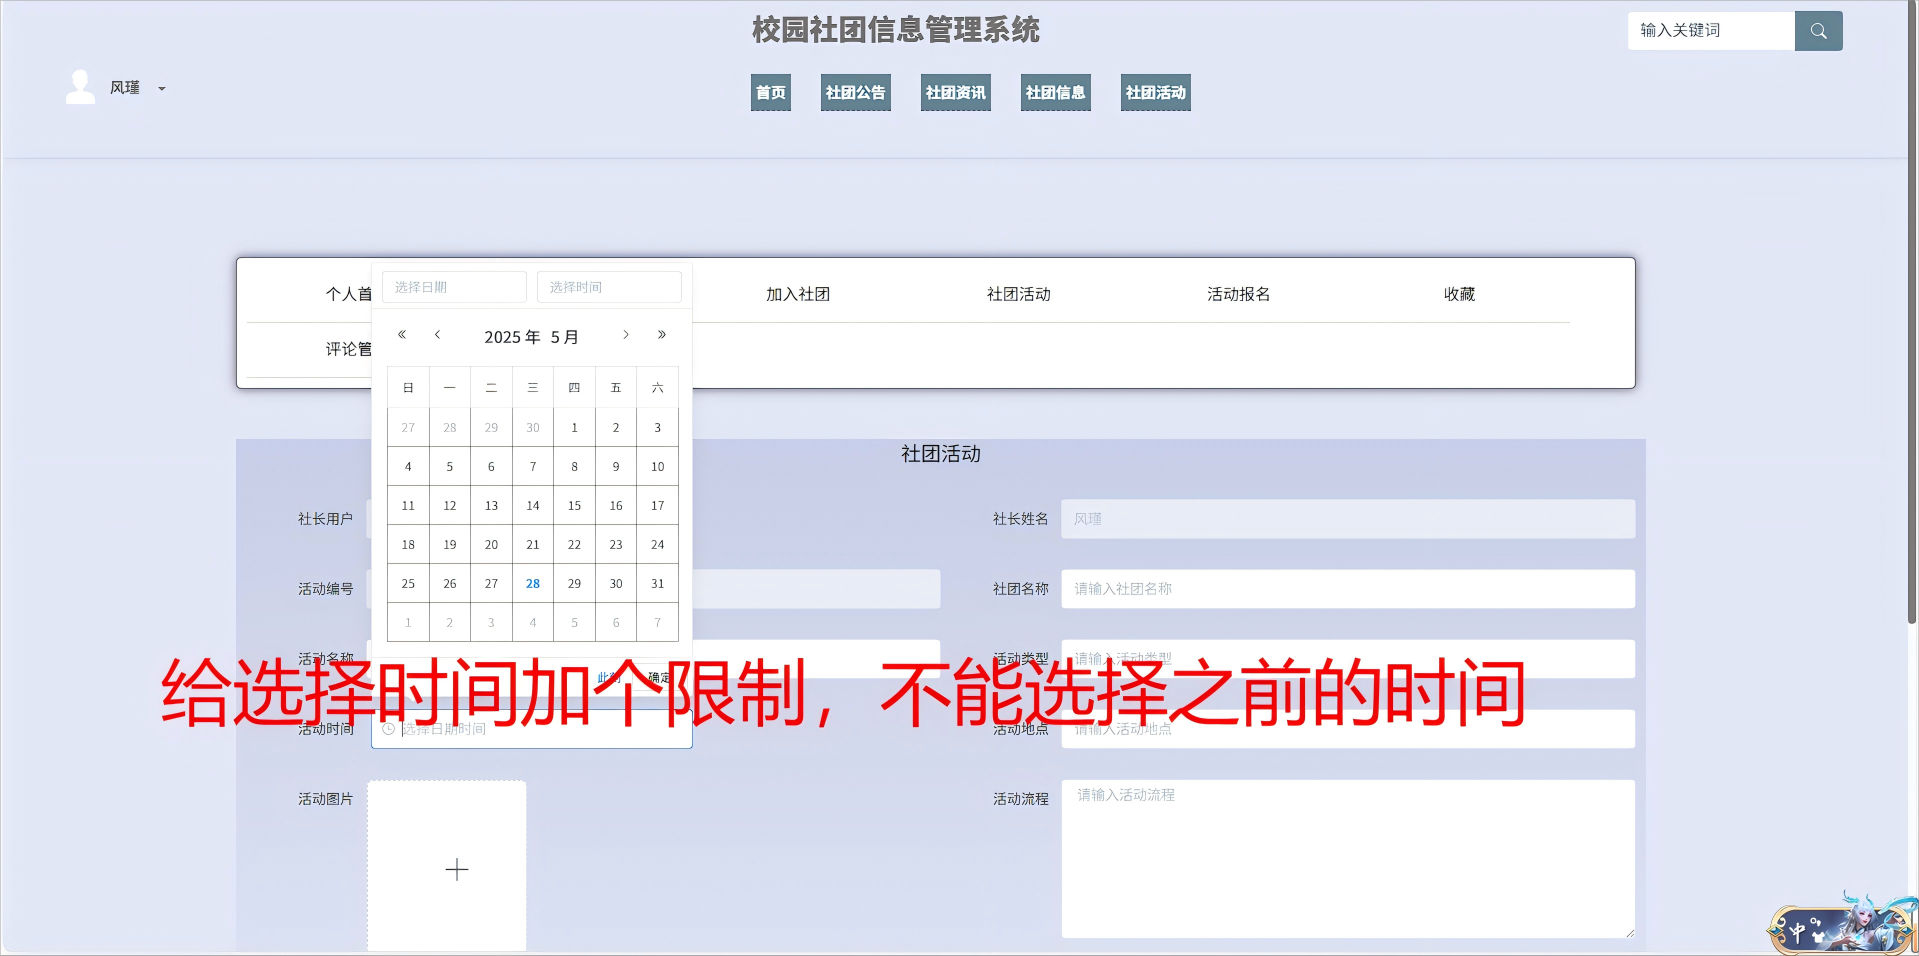 校园社团信息管理系统
输入关键词
风瑾
首页 社团公告 社团资讯 社团信息 社团活动
选择日期 选择时间
个人首 加入社团 社团活动 活动报名 收藏
2025 年 5 月
评论管
日 一 二 三 四 五 六
27 28 29 30 1 2 3
4 5 6 7 8 9 10
11 12 13 14 15 16 17
18 19 20 21 22 23 24
25 26 27 28 29 30 31
1 2 3 4 5 6 7
社团活动
社长用户
社长姓名 风瑾
活动编号
社团名称 请输入社团名称
活动名称
活动类型 请输入活动类型
此刻 确定
给选择时间加个限制，不能选择之前的时间
活动时间 选择日期时间
活动地点 请输入活动地点
活动图片
活动流程 请输入活动流程
中